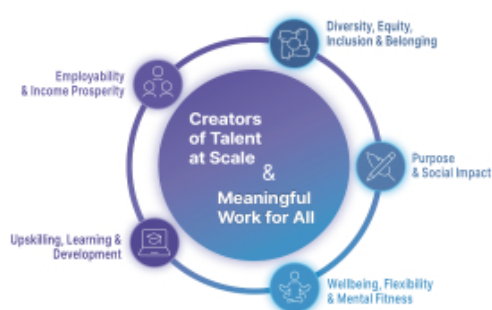 Diversity, Equity,
Inclusion & Belonging
Employability
& Income Prosperity
Creators
of Talent
at Scale
&
Meaningful
Work for All
Purpose
& Social Impact
Upskilling, Learning &
Development
Wellbeing, Flexibility
& Mental Fitness